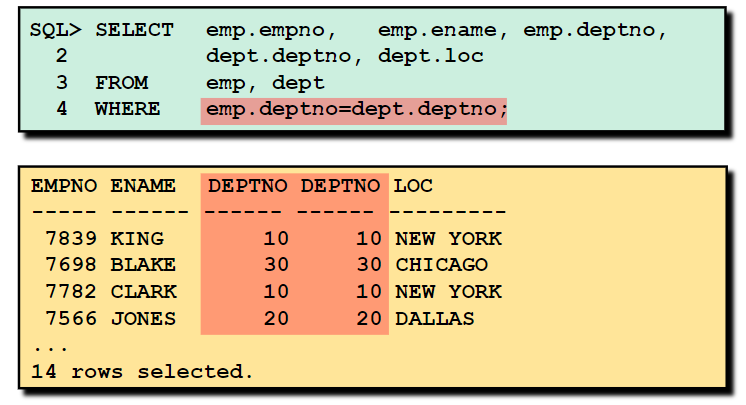 SQL> SELECT   emp.empno,   emp.ename, emp.deptno,
  2           dept.deptno, dept.loc
  3  FROM     emp, dept
  4  WHERE    emp.deptno=dept.deptno;
EMPNO ENAME  DEPTNO DEPTNO LOC
----- ------ ------ ------ ---------
 7839 KING       10     10 NEW YORK
 7698 BLAKE      30     30 CHICAGO
 7782 CLARK      10     10 NEW YORK
 7566 JONES      20     20 DALLAS
...
14 rows selected.